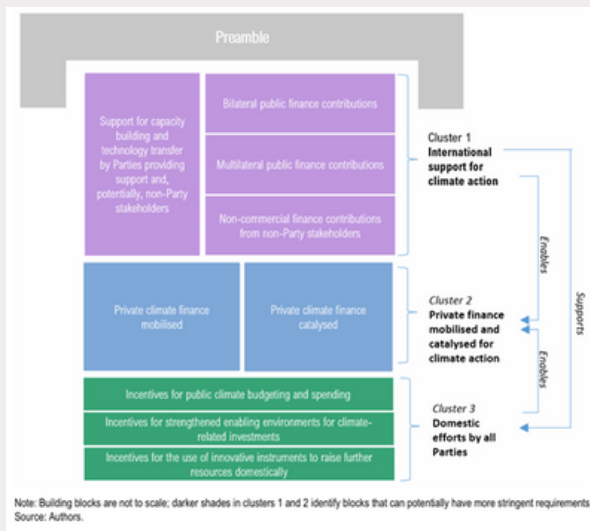 Preamble
Support for capacity
building and
technology transfer
by Parties providing
support and,
potentially, non-Party
stakeholders
Bilateral public finance contributions
Multilateral public finance contributions
Non-commercial finance contributions
from non-Party stakeholders
Cluster 1
International
support for
climate action
Enables
Supports
Private climate finance
mobilised
Private climate finance
catalysed
Cluster 2
Private finance
mobilised and
catalysed for
climate action
Enables
Incentives for public climate budgeting and spending
Incentives for strengthened enabling environments for climate-
related investments
Incentives for the use of innovative instruments to raise further
resources domestically
Cluster 3
Domestic
efforts by all
Parties
Note: Building blocks are not to scale; darker shades in clusters 1 and 2 identify blocks that can potentially have more stringent requirements
Source: Authors.